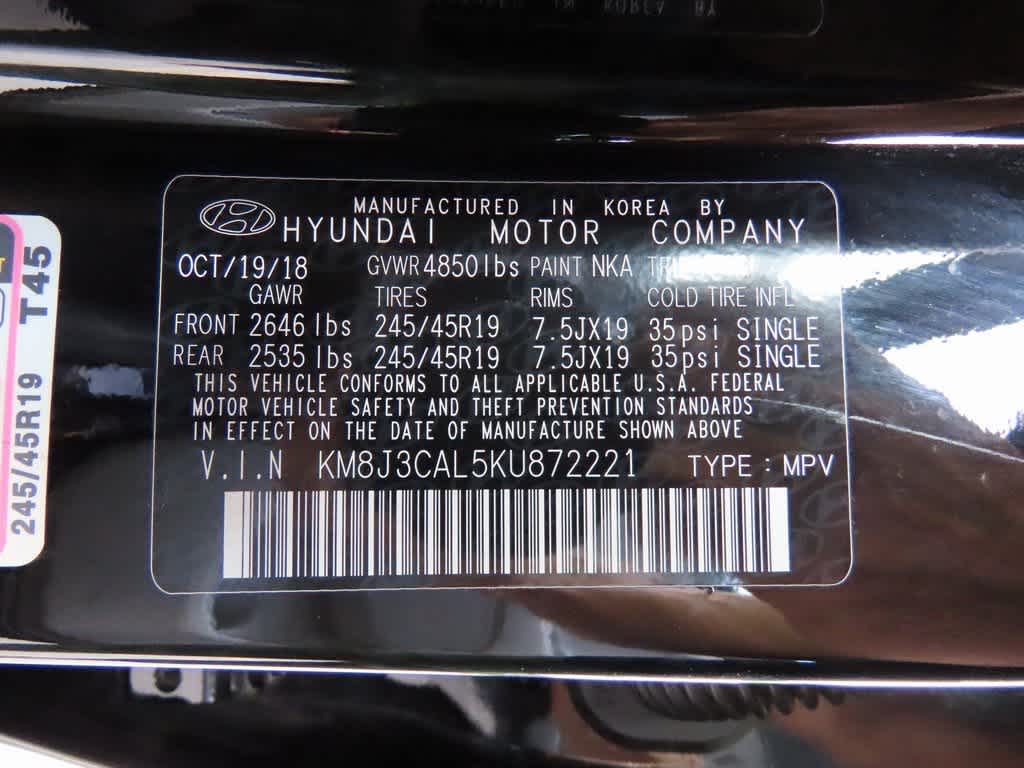 MANUFACTURED IN KOREA BY
HYUNDAI MOTOR COMPANY
OCT/19/18 GVWR 4850lbs PAINT NKA
GAWR TIRES RIMS COLD TIRE INFL
FRONT 2646 lbs 245/45R19 7.5JX19 35psi SINGLE
REAR 2535 lbs 245/45R19 7.5JX19 35psi SINGLE
THIS VEHICLE CONFORMS TO ALL APPLICABLE U.S.A. FEDERAL
MOTOR VEHICLE SAFETY AND THEFT PREVENTION STANDARDS
IN EFFECT ON THE DATE OF MANUFACTURE SHOWN ABOVE
V.I.N KM8J3CAL5KU872221 TYPE : MPV
245/45R19 T45